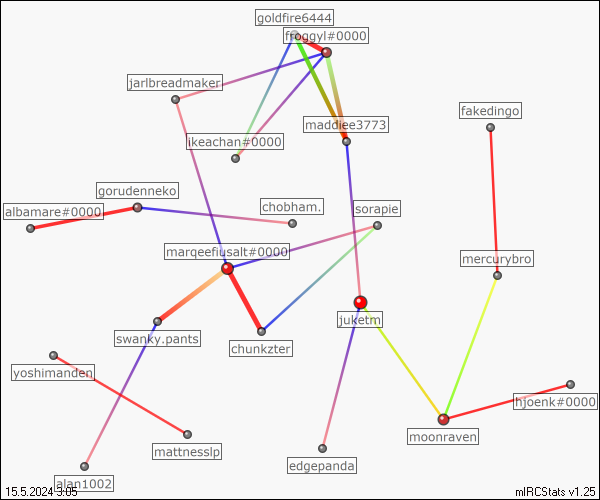 goldfire6444
froggyl#0000
jarlbreadmaker
fakedingo
maddiee3773
ikeachan#0000
gorudenneko
albamare#0000
chobham.
sorapie
marqeefiusalt#0000
mercurybro
juketm
swanky.pants
chunkzter
yoshimanden
hjoenk#0000
moonraven
mattnesslp
edgepanda
alan1002
15.5.2024 3:05
mIRCStats v1.25